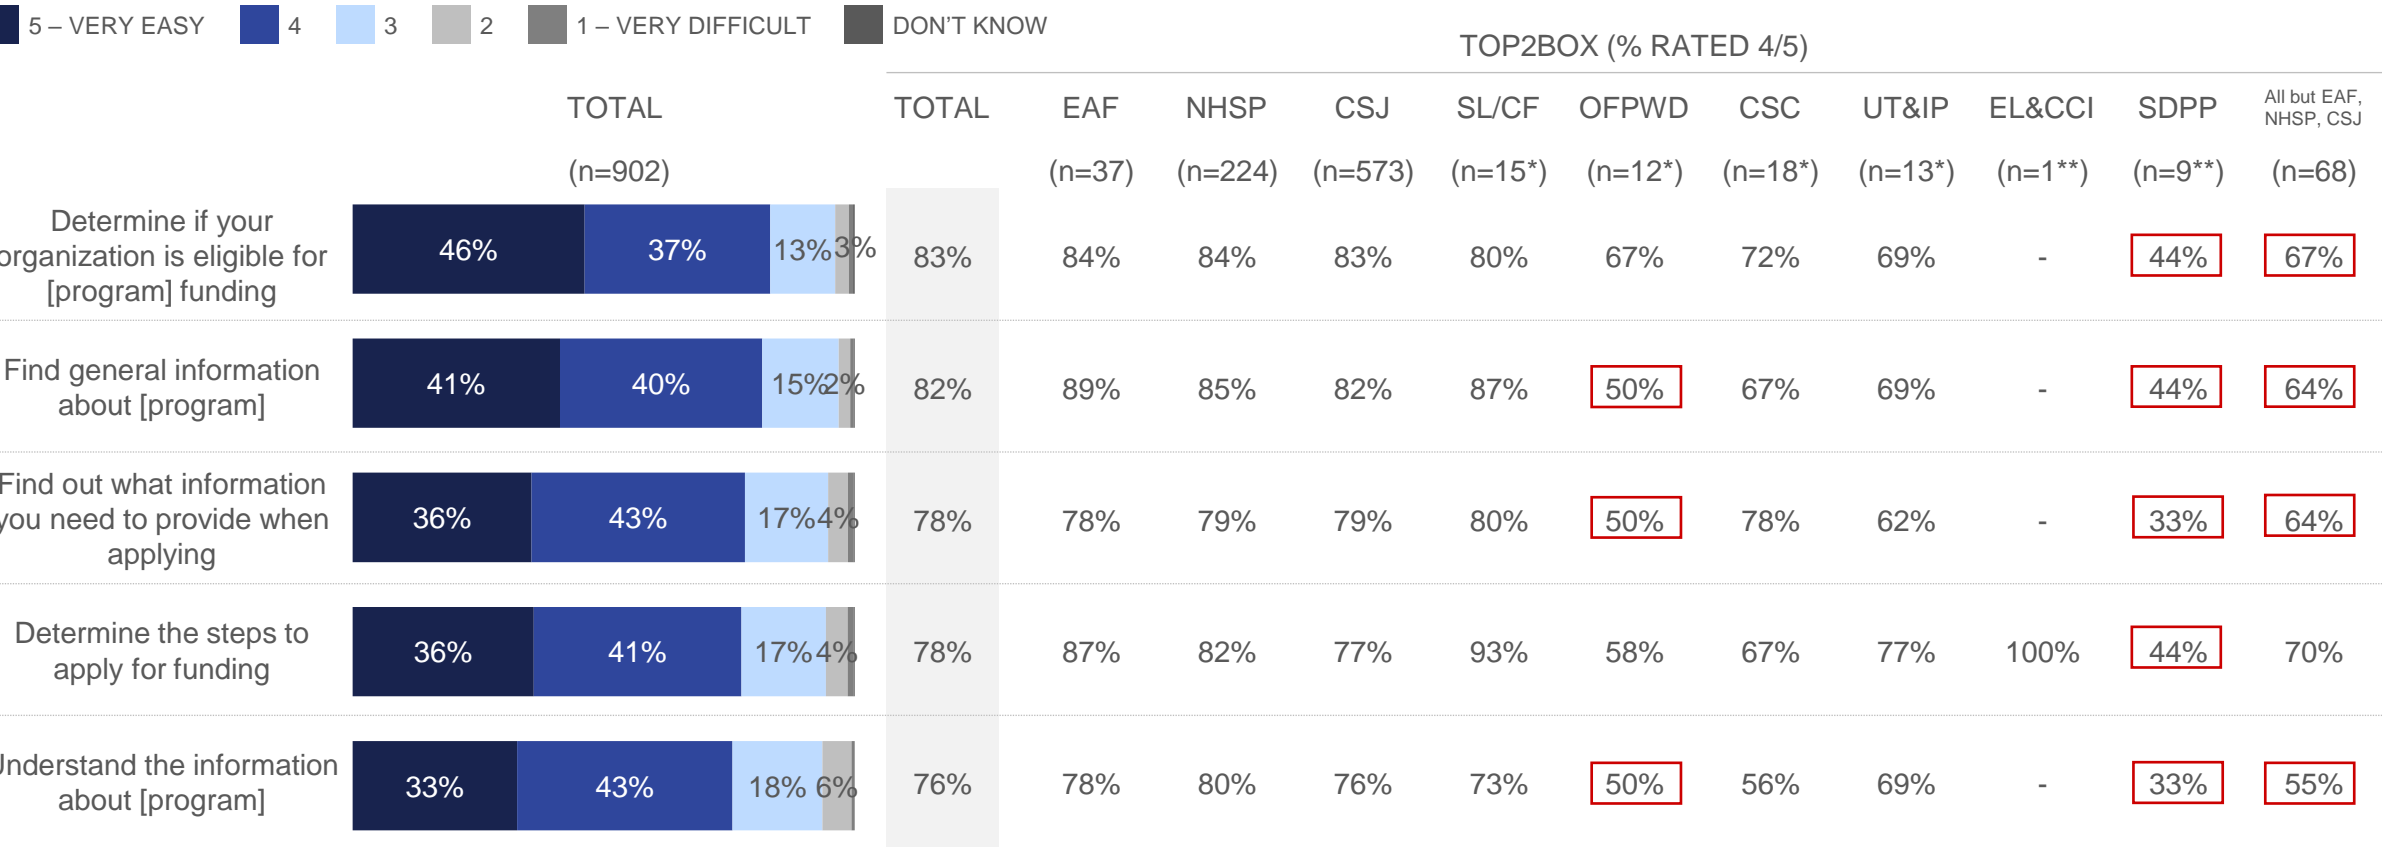 5 – VERY EASY 4 3 2 1 – VERY DIFFICULT DON'T KNOW
TOP2BOX (% RATED 4/5)
TOTAL TOTAL EAF NHSP CSJ SL/CF OFPWD CSC UT&IP EL&CCI SDPP All but EAF,
NHSP, CSJ
(n=902) (n=37) (n=224) (n=573) (n=15*) (n=12*) (n=18*) (n=13*) (n=1**) (n=9**) (n=68)
Determine if your
organization is eligible for
[program] funding
46% 37% 13% 3% 83% 84% 84% 83% 80% 67% 72% 69% - 44% 67%
Find general information
about [program]
41% 40% 15% 2% 82% 89% 85% 82% 87% 50% 67% 69% - 44% 64%
Find out what information
you need to provide when
applying
36% 43% 17% 4% 78% 78% 79% 79% 80% 50% 78% 62% - 33% 64%
Determine the steps to
apply for funding
36% 41% 17% 4% 78% 87% 82% 77% 93% 58% 67% 77% 100% 44% 70%
Understand the information
about [program]
33% 43% 18% 6% 76% 78% 80% 76% 73% 50% 56% 69% - 33% 55%